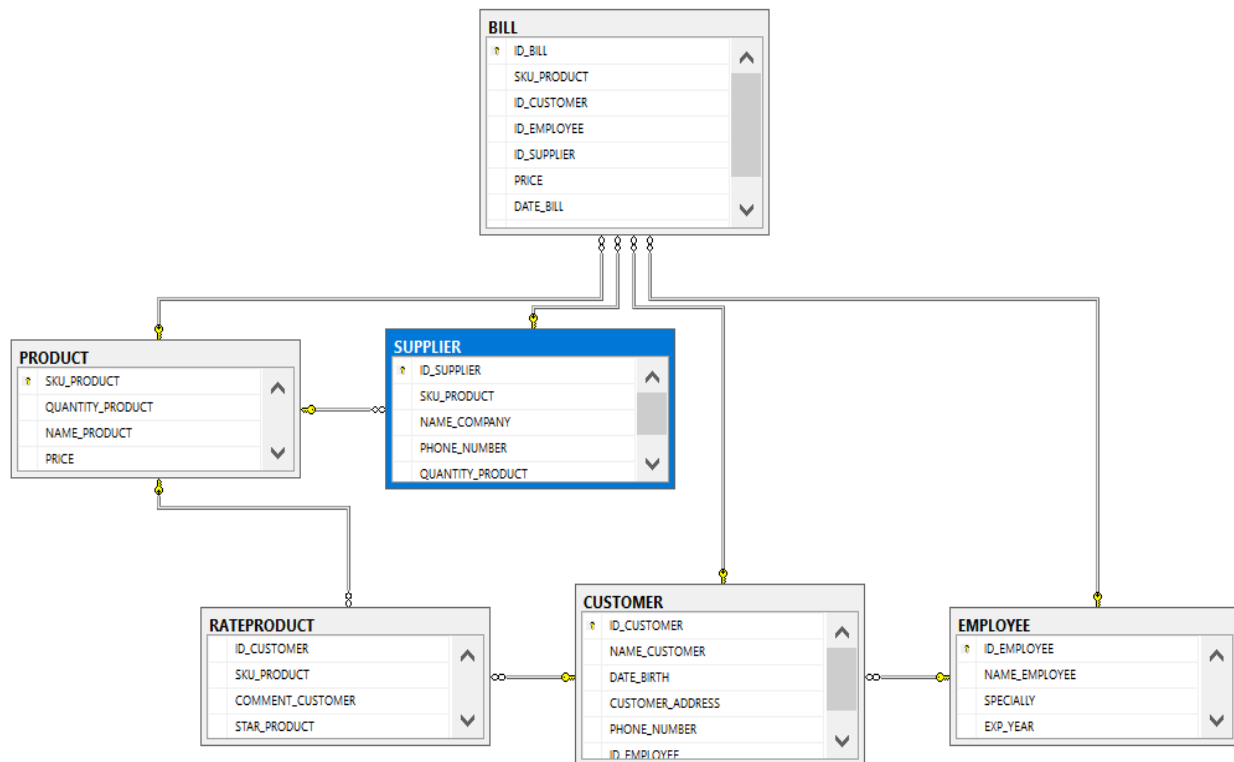 BILL
ID_BILL
SKU_PRODUCT
ID_CUSTOMER
ID_EMPLOYEE
ID_SUPPLIER
PRICE
DATE_BILL
PRODUCT
SKU_PRODUCT
QUANTITY_PRODUCT
NAME_PRODUCT
PRICE
SUPPLIER
ID_SUPPLIER
SKU_PRODUCT
NAME_COMPANY
PHONE_NUMBER
QUANTITY_PRODUCT
RATEPRODUCT
ID_CUSTOMER
SKU_PRODUCT
COMMENT_CUSTOMER
STAR_PRODUCT
CUSTOMER
ID_CUSTOMER
NAME_CUSTOMER
DATE_BIRTH
CUSTOMER_ADDRESS
PHONE_NUMBER
ID_EMPLOYEE
EMPLOYEE
ID_EMPLOYEE
NAME_EMPLOYEE
SPECIALLY
EXP_YEAR